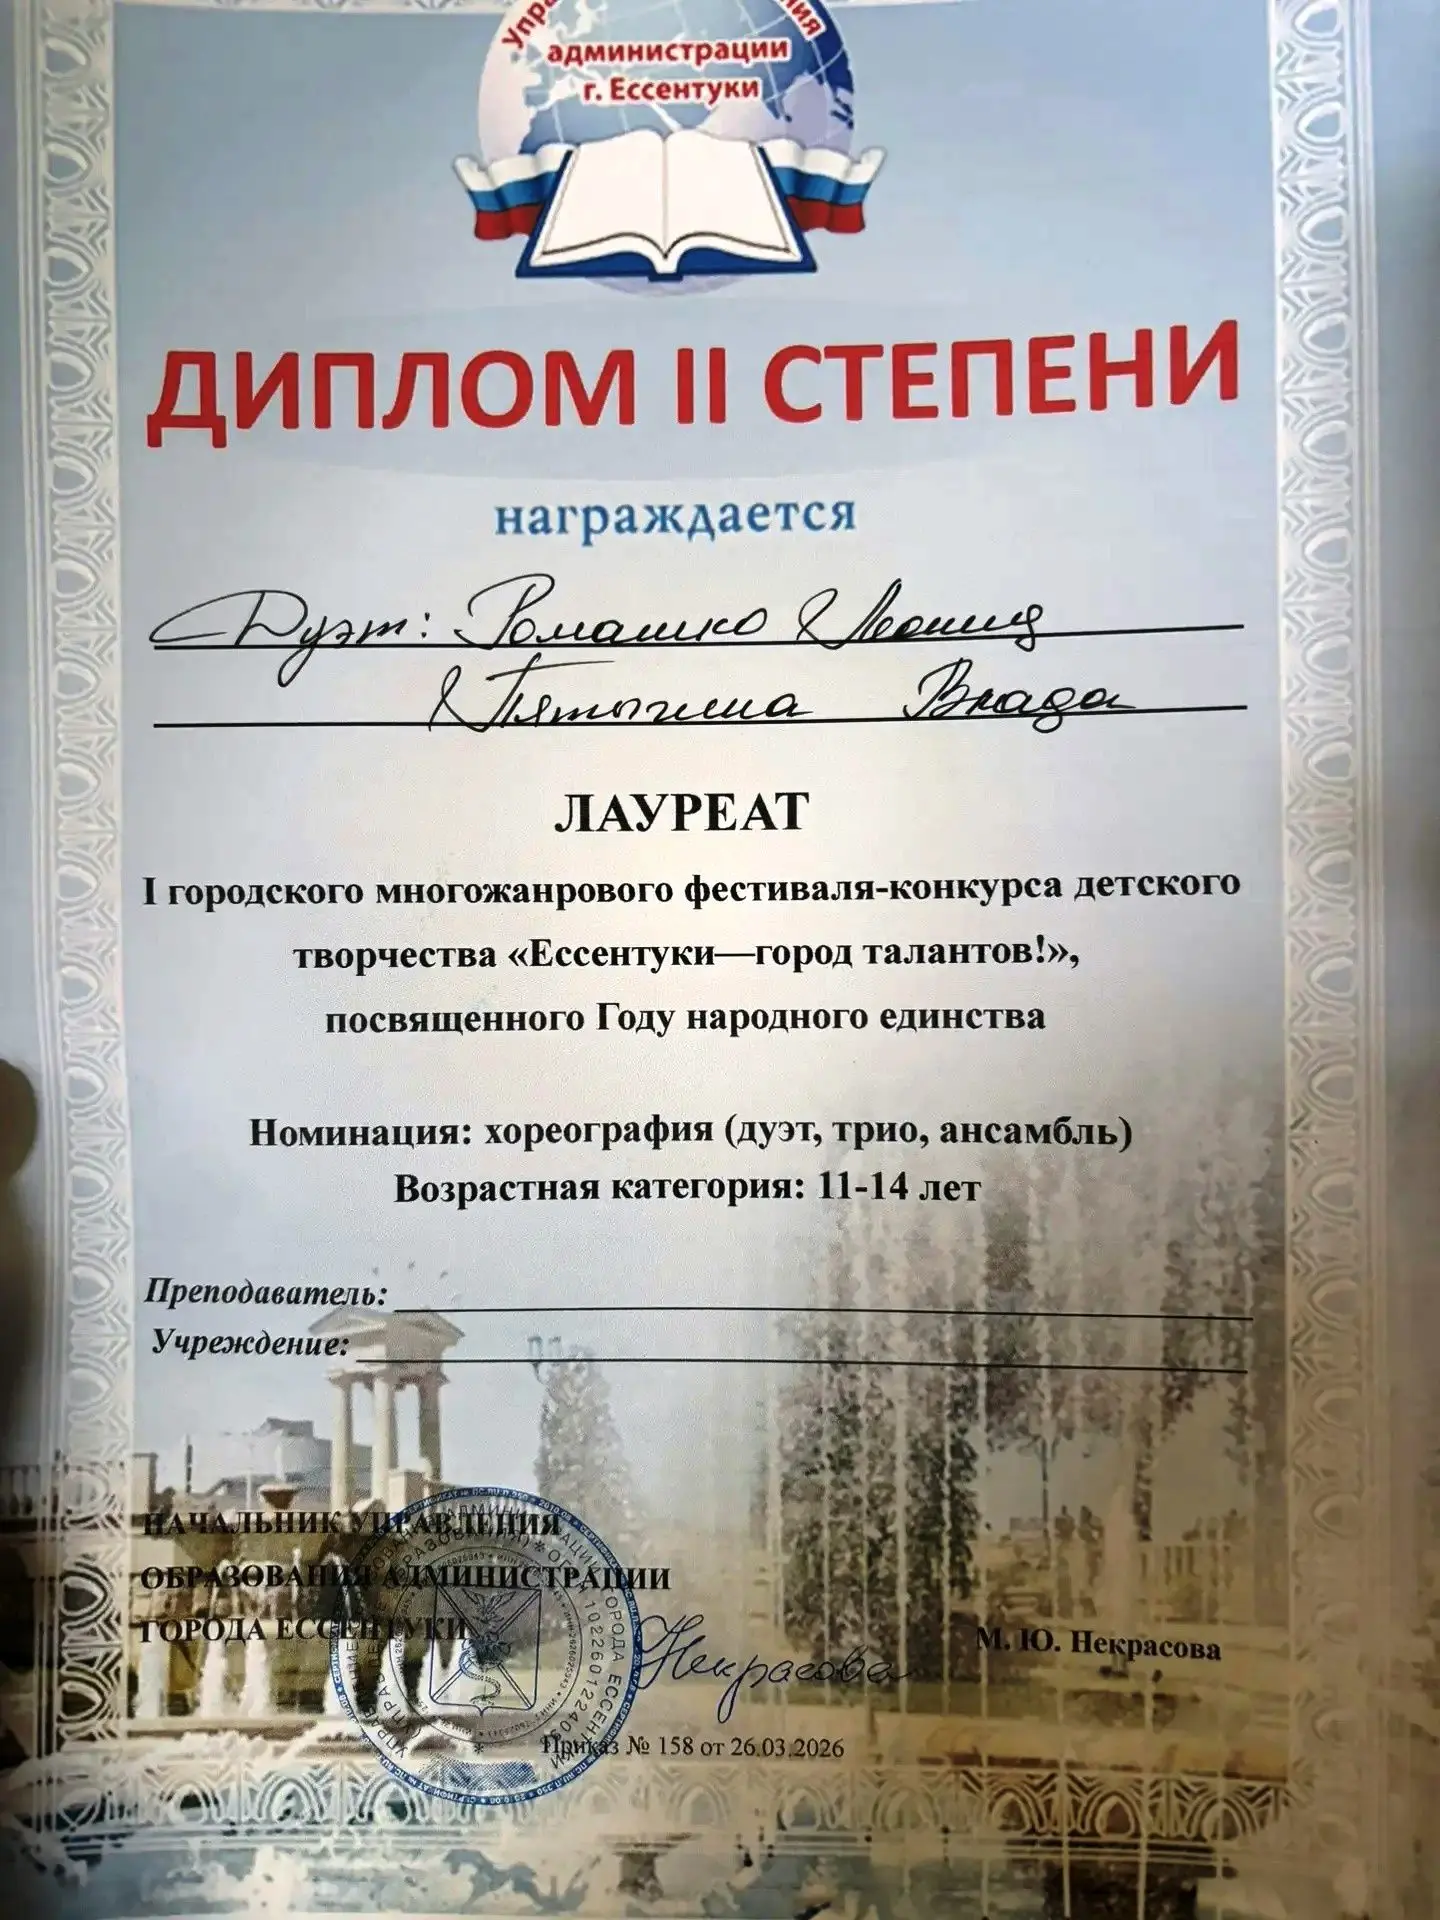 администрации
г. Ессентуки
ДИПЛОМ II СТЕПЕНИ
награждается
Дуэт: Ромашко Леонид
Пятыгина Влада
ЛАУРЕАТ
I городского многожанрового фестиваля-конкурса детского
творчества «Ессентуки—город талантов!»,
посвященного Году народного единства
Номинация: хореография (дуэт, трио, ансамбль)
Возрастная категория: 11-14 лет
Преподаватель:
Учреждение:
НАЧАЛЬНИК УПРАВЛЕНИЯ
ОБРАЗОВАНИЯ АДМИНИСТРАЦИИ
ГОРОДА ЕССЕНТУКИ
Некрасова
М. Ю. Некрасова
Приказ № 158 от 26.03.2026